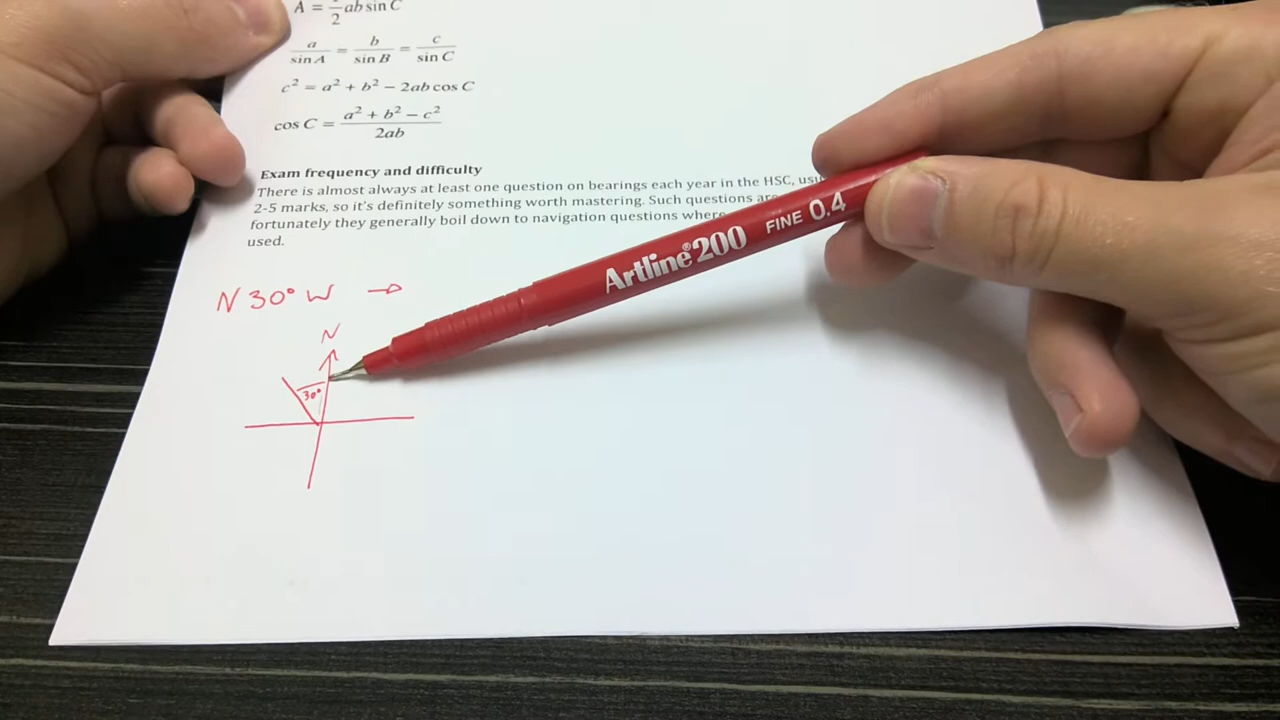 A = 1/2 ab sin C
a/sin A = b/sin B = c/sin C
c² = a² + b² − 2ab cos C
cos C = a² + b² − c²/2ab
Exam frequency and difficulty
There is almost always at least one question on bearings each year in the HSC,
2-5 marks, so it's definitely something worth mastering. Such questions
fortunately they generally boil down to navigation questions where
used.
N 30° W →
N
30°
Artline®200 FINE 0.4